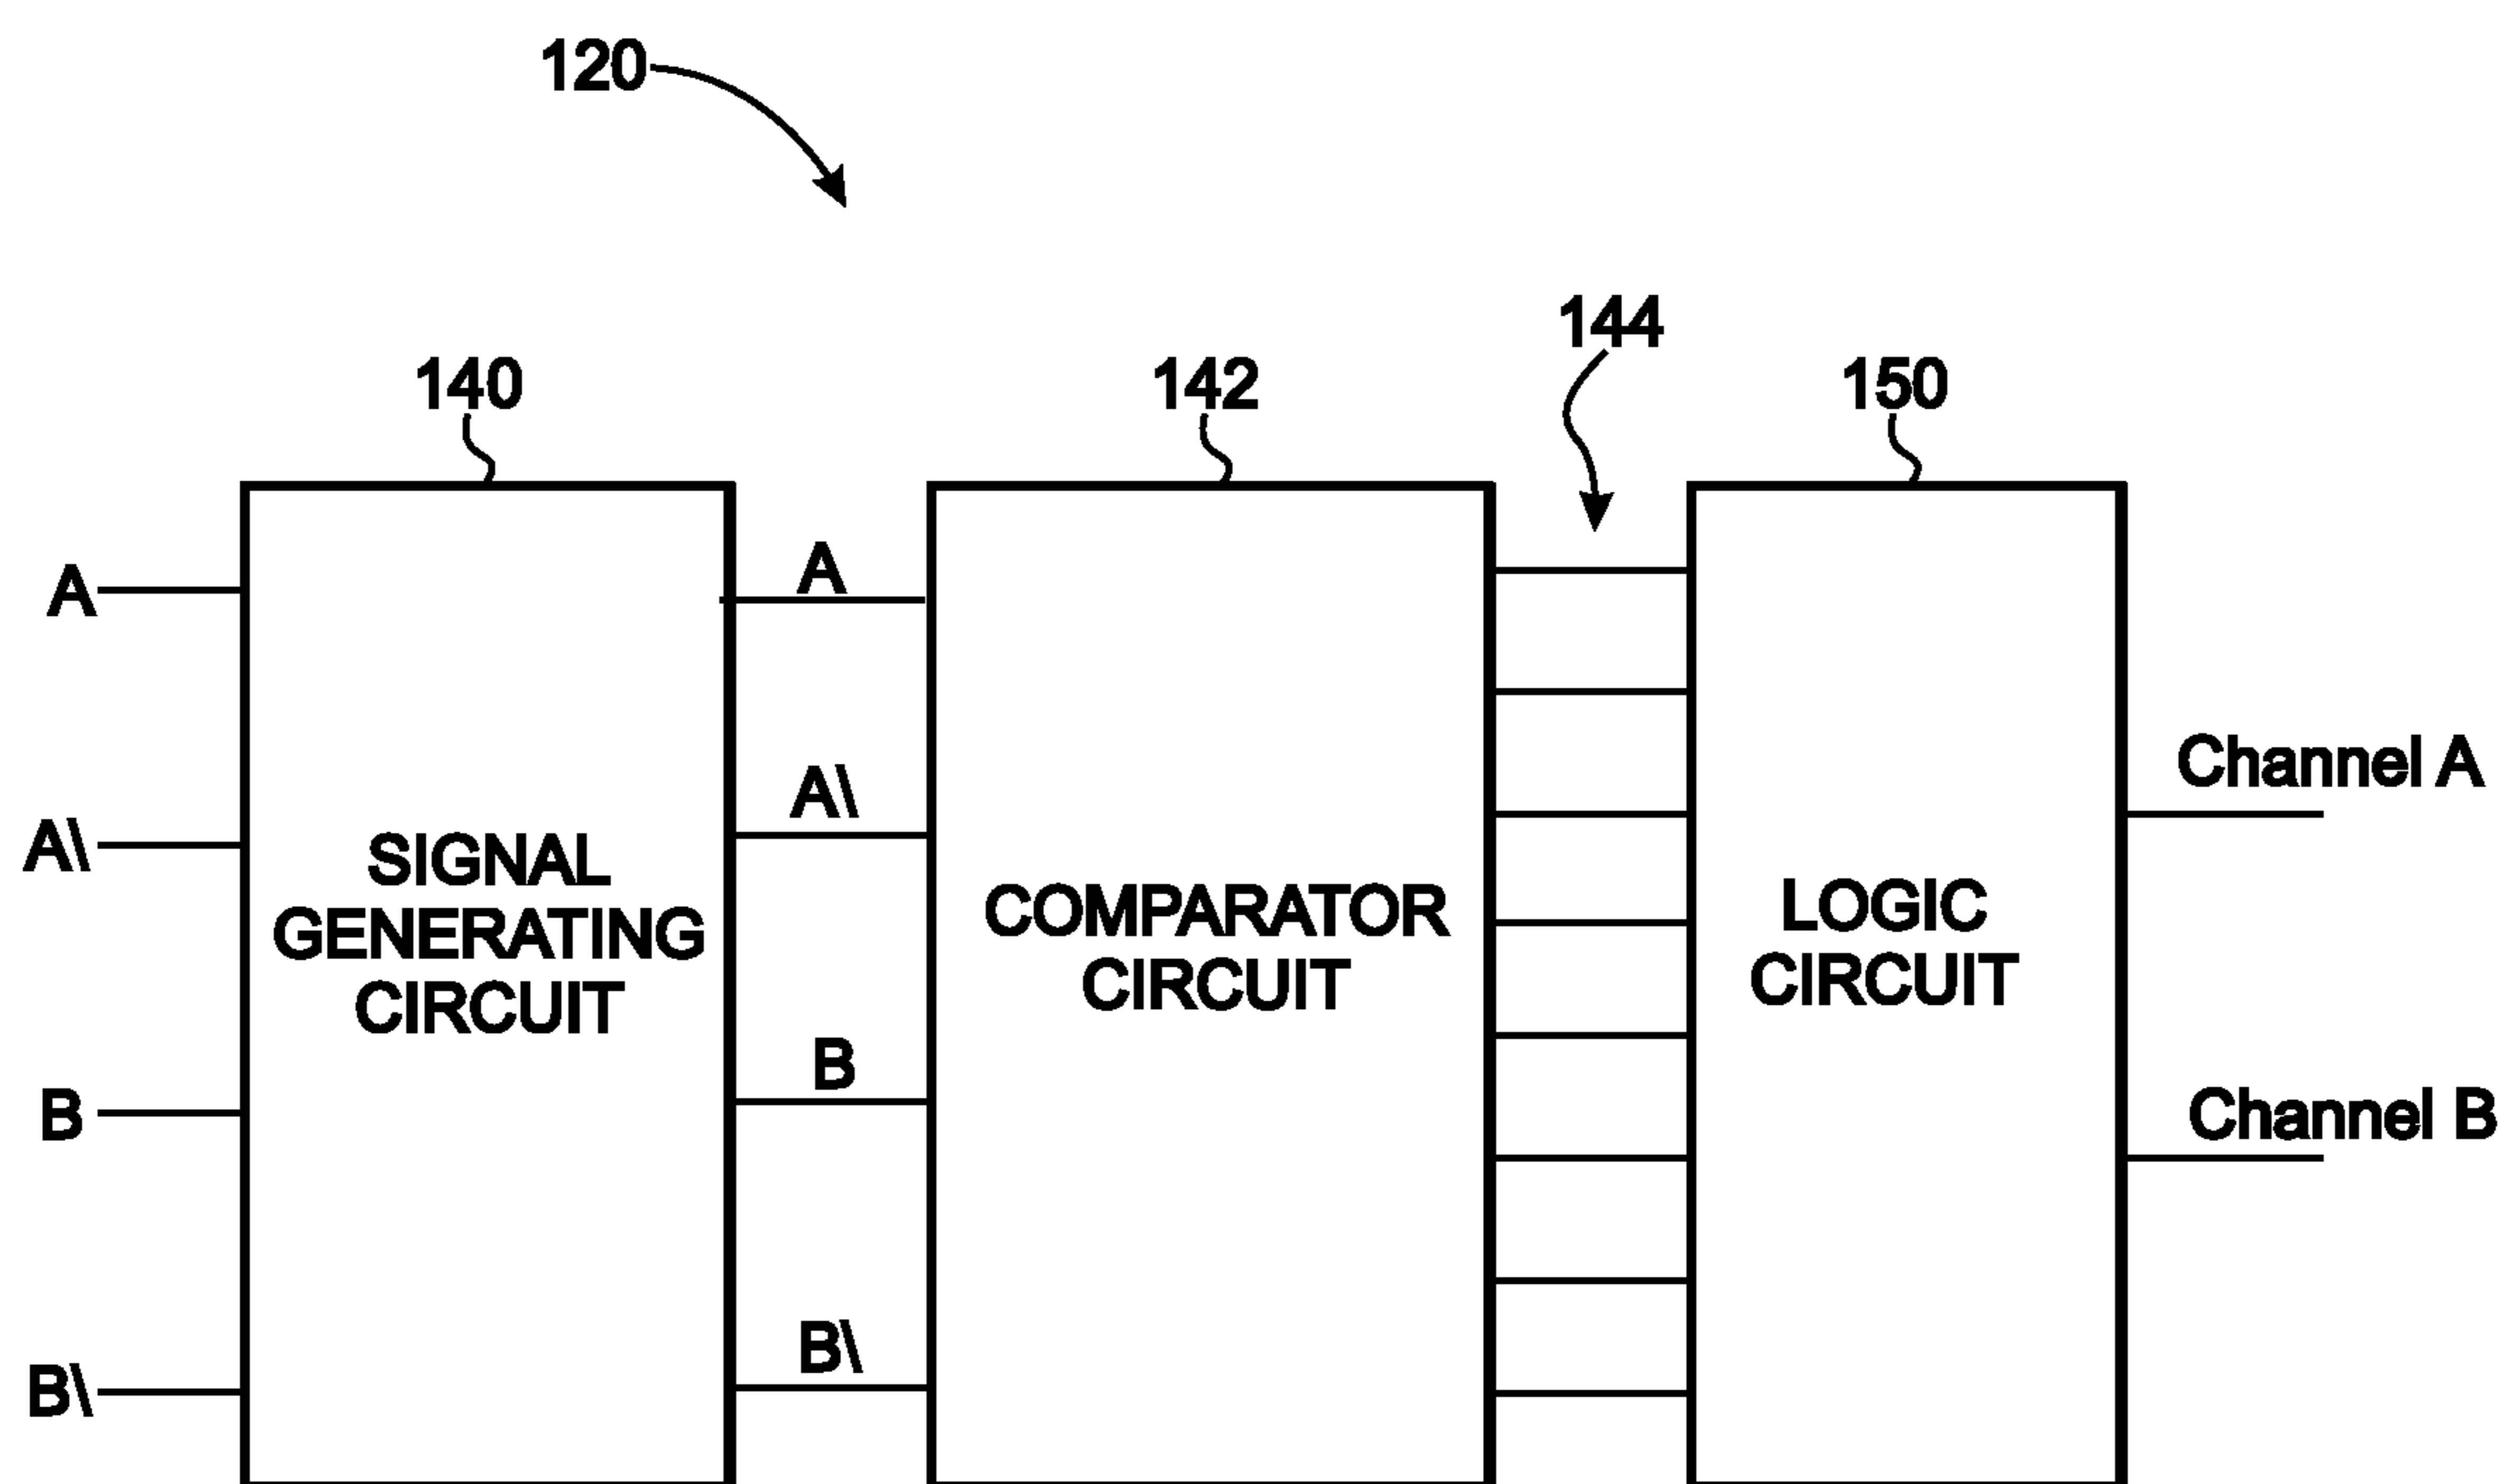 120
144
140
142
150
A
A
A\
A\
B
B
B\
B\
SIGNAL
GENERATING
CIRCUIT
COMPARATOR
CIRCUIT
LOGIC
CIRCUIT
Channel A
Channel B